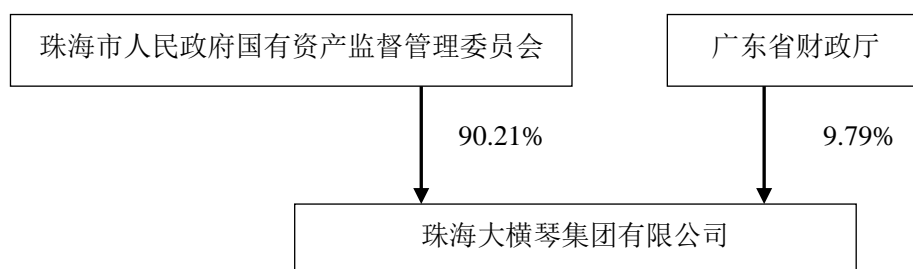 珠海市人民政府国有资产监督管理委员会
广东省财政厅
90.21%
9.79%
珠海大横琴集团有限公司